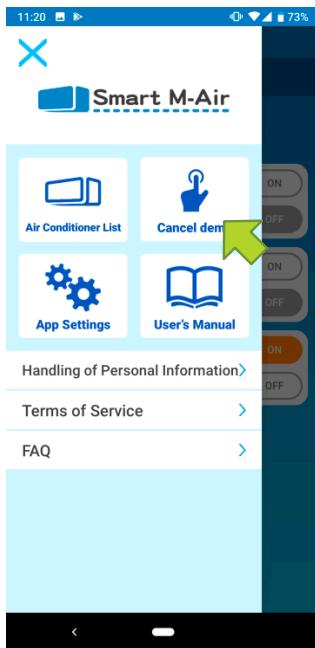 11:20 73%
Smart M-Air
Air Conditioner List
Cancel
App Settings
User's Manual
Handling of Personal Information
Terms of Service
FAQ
ON
OFF
ON
OFF
ON
OFF